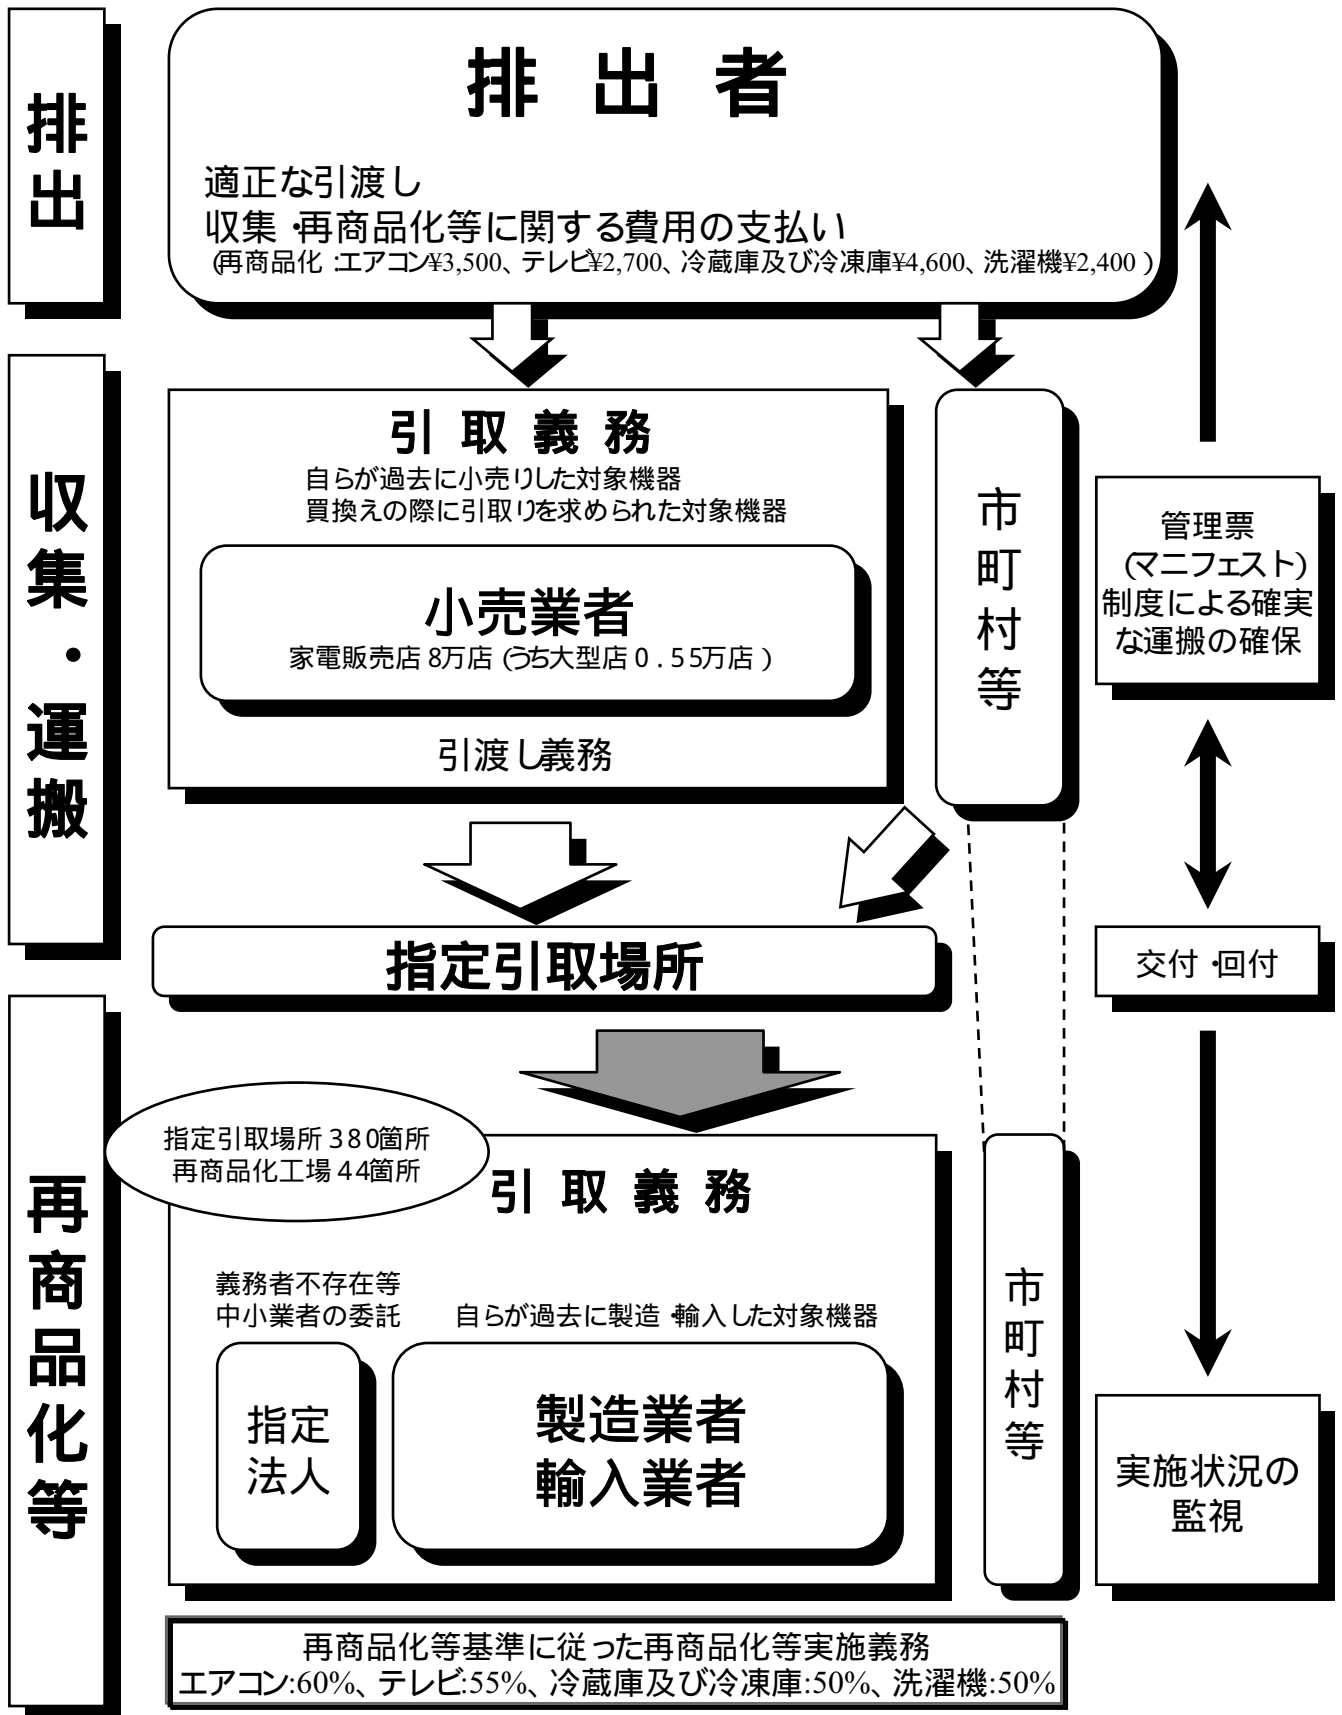 排出
排 出 者
適正な引渡し
収集・再商品化等に関する費用の支払い
(再商品化:エアコン¥3,500、テレビ¥2,700、冷蔵庫及び冷凍庫¥4,600、洗濯機¥2,400)
収集・運搬
引 取 義 務
自らが過去に小売りした対象機器
買換えの際に引取りを求められた対象機器
小売業者
家電販売店8万店(うち大型店0.55万店)
引渡し義務
市町村等
管理票
(マニフェスト)
制度による確実
な運搬の確保
指定引取場所
交付・回付
再商品化等
指定引取場所380箇所
再商品化工場44箇所
引 取 義 務
義務者不存在等
中小業者の委託
自らが過去に製造・輸入した対象機器
指定
法人
製造業者
輸入業者
市町村等
実施状況の
監視
再商品化等基準に従った再商品化等実施義務
エアコン:60%、テレビ:55%、冷蔵庫及び冷凍庫:50%、洗濯機:50%